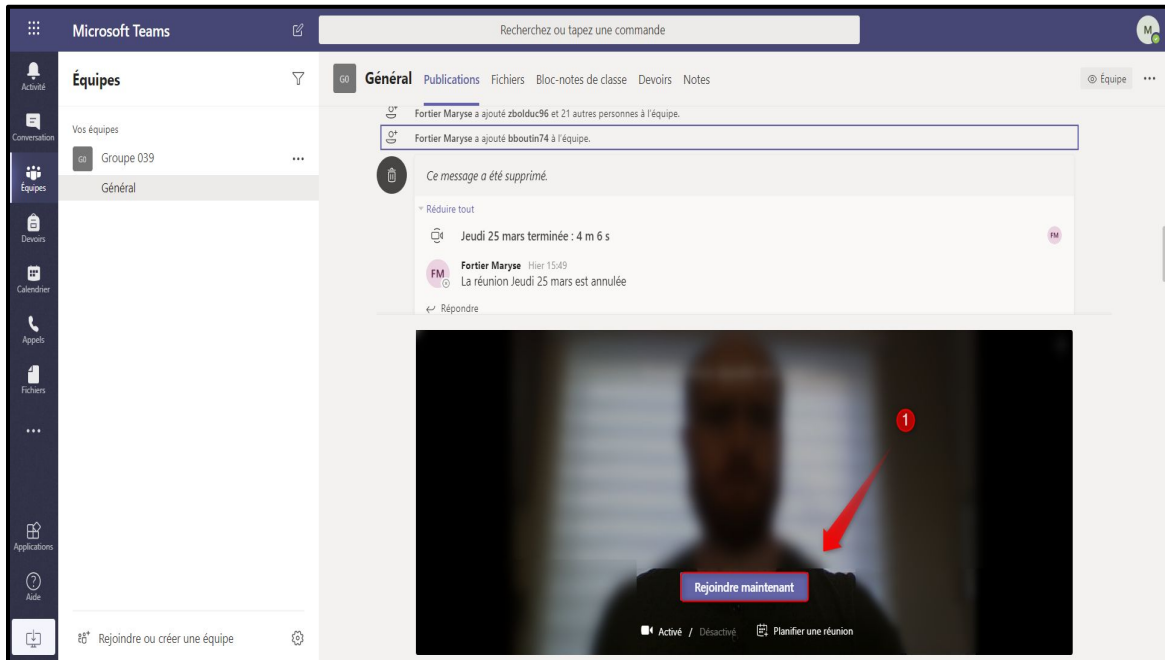 Microsoft Teams
Recherchez ou tapez une commande
M
Activité
Conversation
Équipes
Devoirs
Calendrier
Appels
Fichiers
Applications
Aide
Équipes
Vos équipes
G0 Groupe 039
Général
Rejoindre ou créer une équipe
G0 Général Publications Fichiers Bloc-notes de classe Devoirs Notes
Équipe
Fortier Maryse a ajouté zbolduc96 et 21 autres personnes à l'équipe.
Fortier Maryse a ajouté bboutin74 à l'équipe.
Ce message a été supprimé.
Réduire tout
Jeudi 25 mars terminée : 4 m 6 s
FM
FM
Fortier Maryse Hier 15:49
La réunion Jeudi 25 mars est annulée
Répondre
1
Rejoindre maintenant
Activé / Désactivé Planifier une réunion